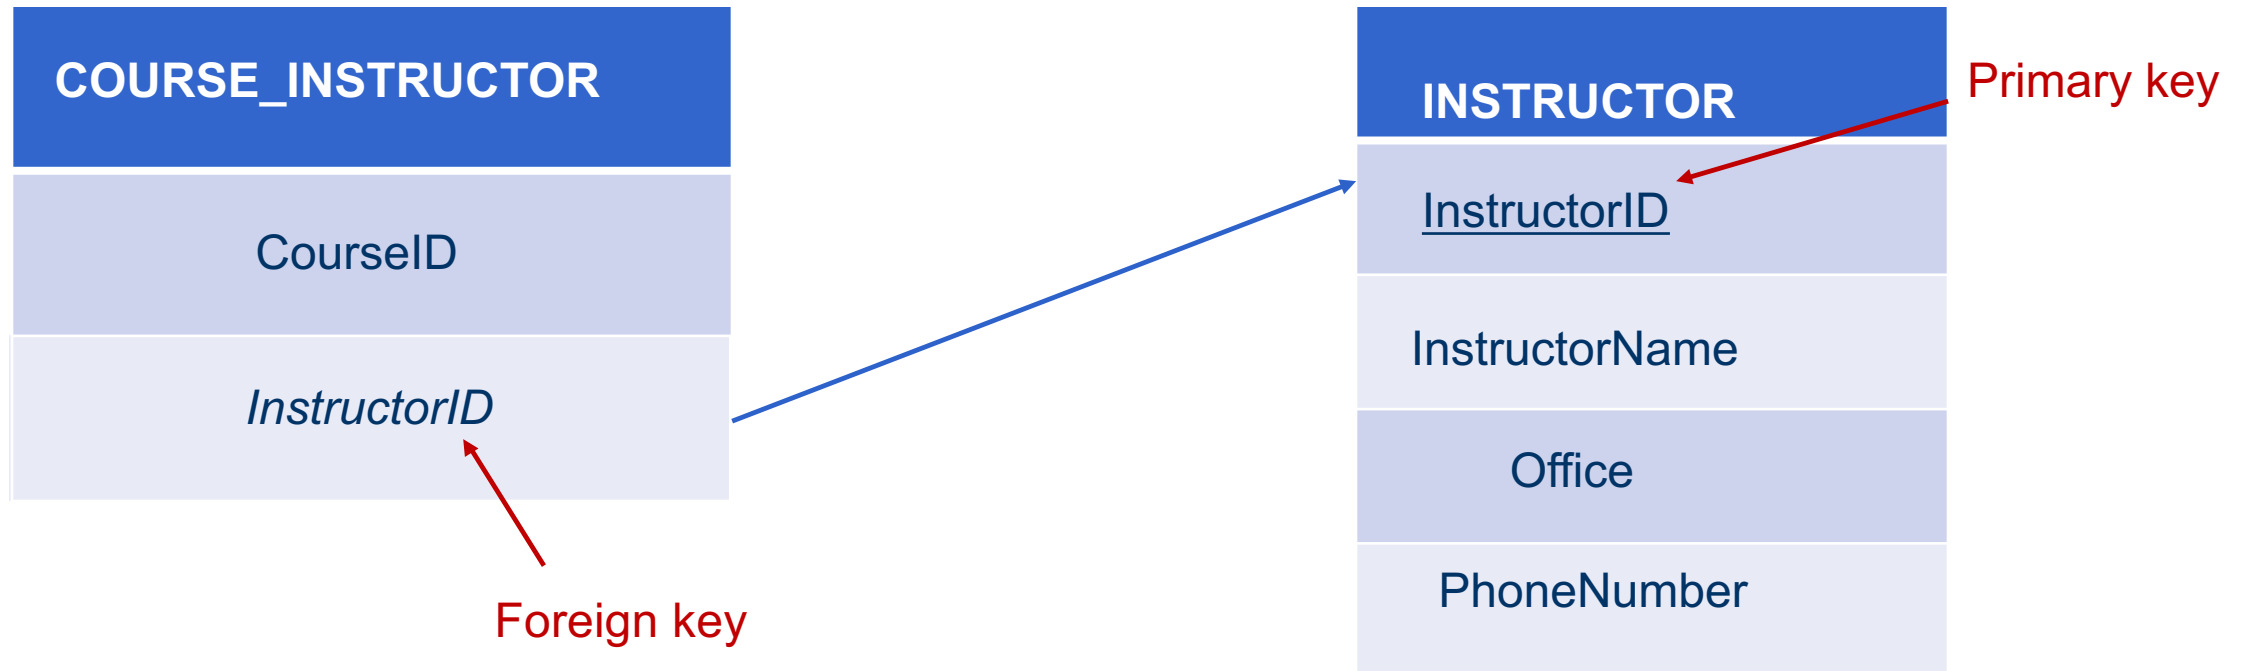 COURSE_INSTRUCTOR
CourseID
InstructorID
Foreign key
INSTRUCTOR
Primary key
InstructorID
InstructorName
Office
PhoneNumber